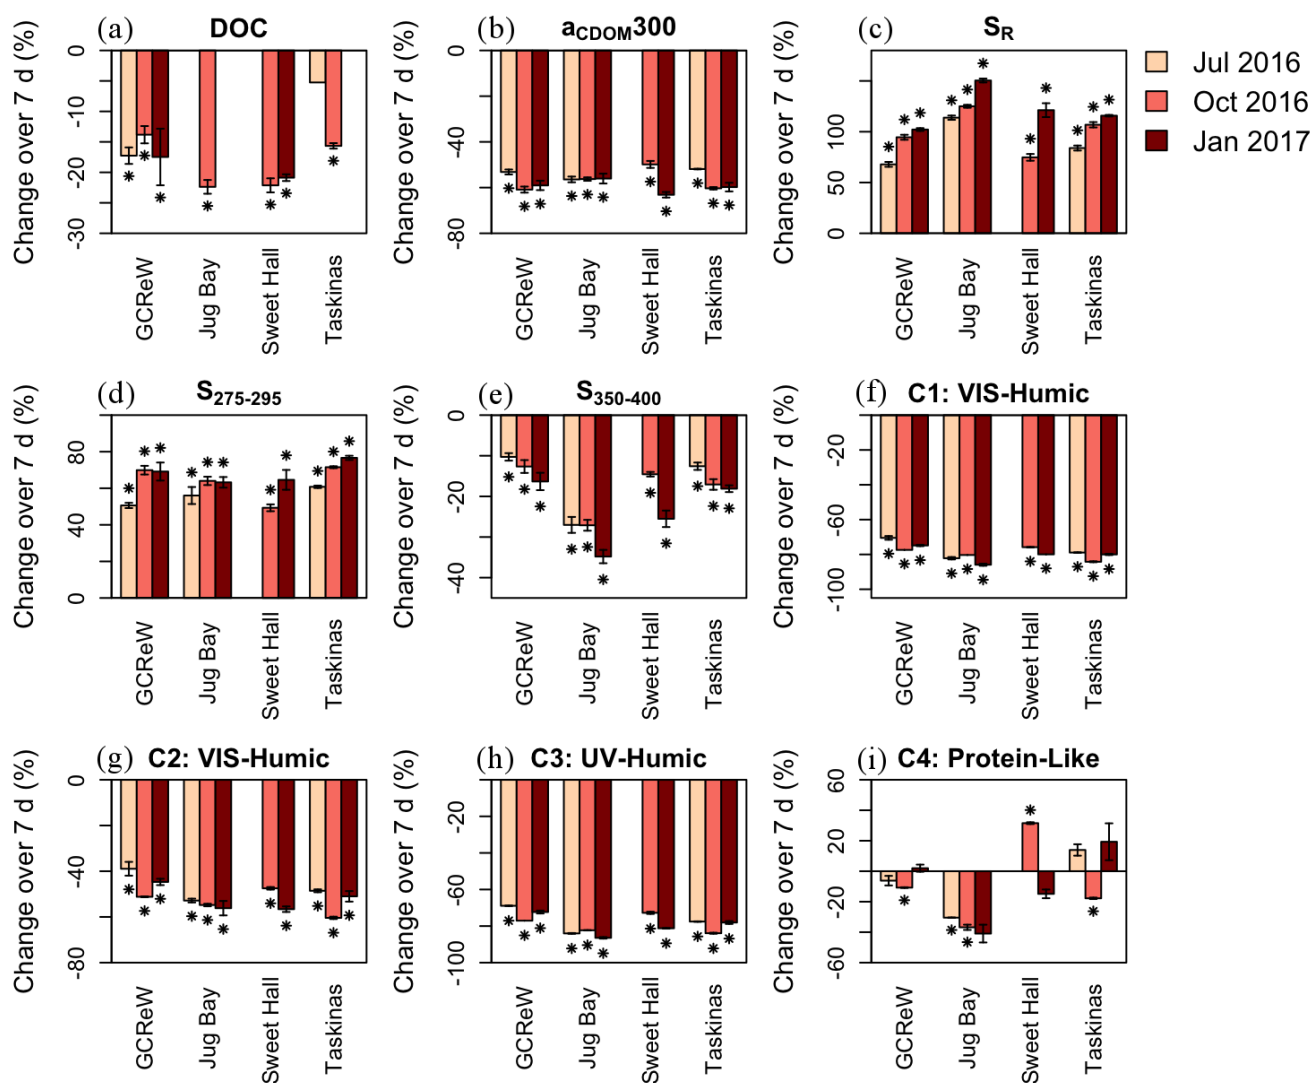 (a) DOC
Change over 7 d (%)
0
-10
-20
-30
GCReW
Jug Bay
Sweet Hall
Taskinas
(b) aCDOM300
Change over 7 d (%)
0
-40
-80
GCReW
Jug Bay
Sweet Hall
Taskinas
(c) SR
Change over 7 d (%)
100
50
0
GCReW
Jug Bay
Sweet Hall
Taskinas
Jul 2016
Oct 2016
Jan 2017
(d) S275-295
Change over 7 d (%)
80
40
0
GCReW
Jug Bay
Sweet Hall
Taskinas
(e) S350-400
Change over 7 d (%)
0
-20
-40
GCReW
Jug Bay
Sweet Hall
Taskinas
(f) C1: VIS-Humic
Change over 7 d (%)
-20
-60
-100
GCReW
Jug Bay
Sweet Hall
Taskinas
(g) C2: VIS-Humic
Change over 7 d (%)
0
-40
-80
GCReW
Jug Bay
Sweet Hall
Taskinas
(h) C3: UV-Humic
Change over 7 d (%)
-20
-60
-100
GCReW
Jug Bay
Sweet Hall
Taskinas
(i) C4: Protein-Like
Change over 7 d (%)
60
20
-20
-60
GCReW
Jug Bay
Sweet Hall
Taskinas